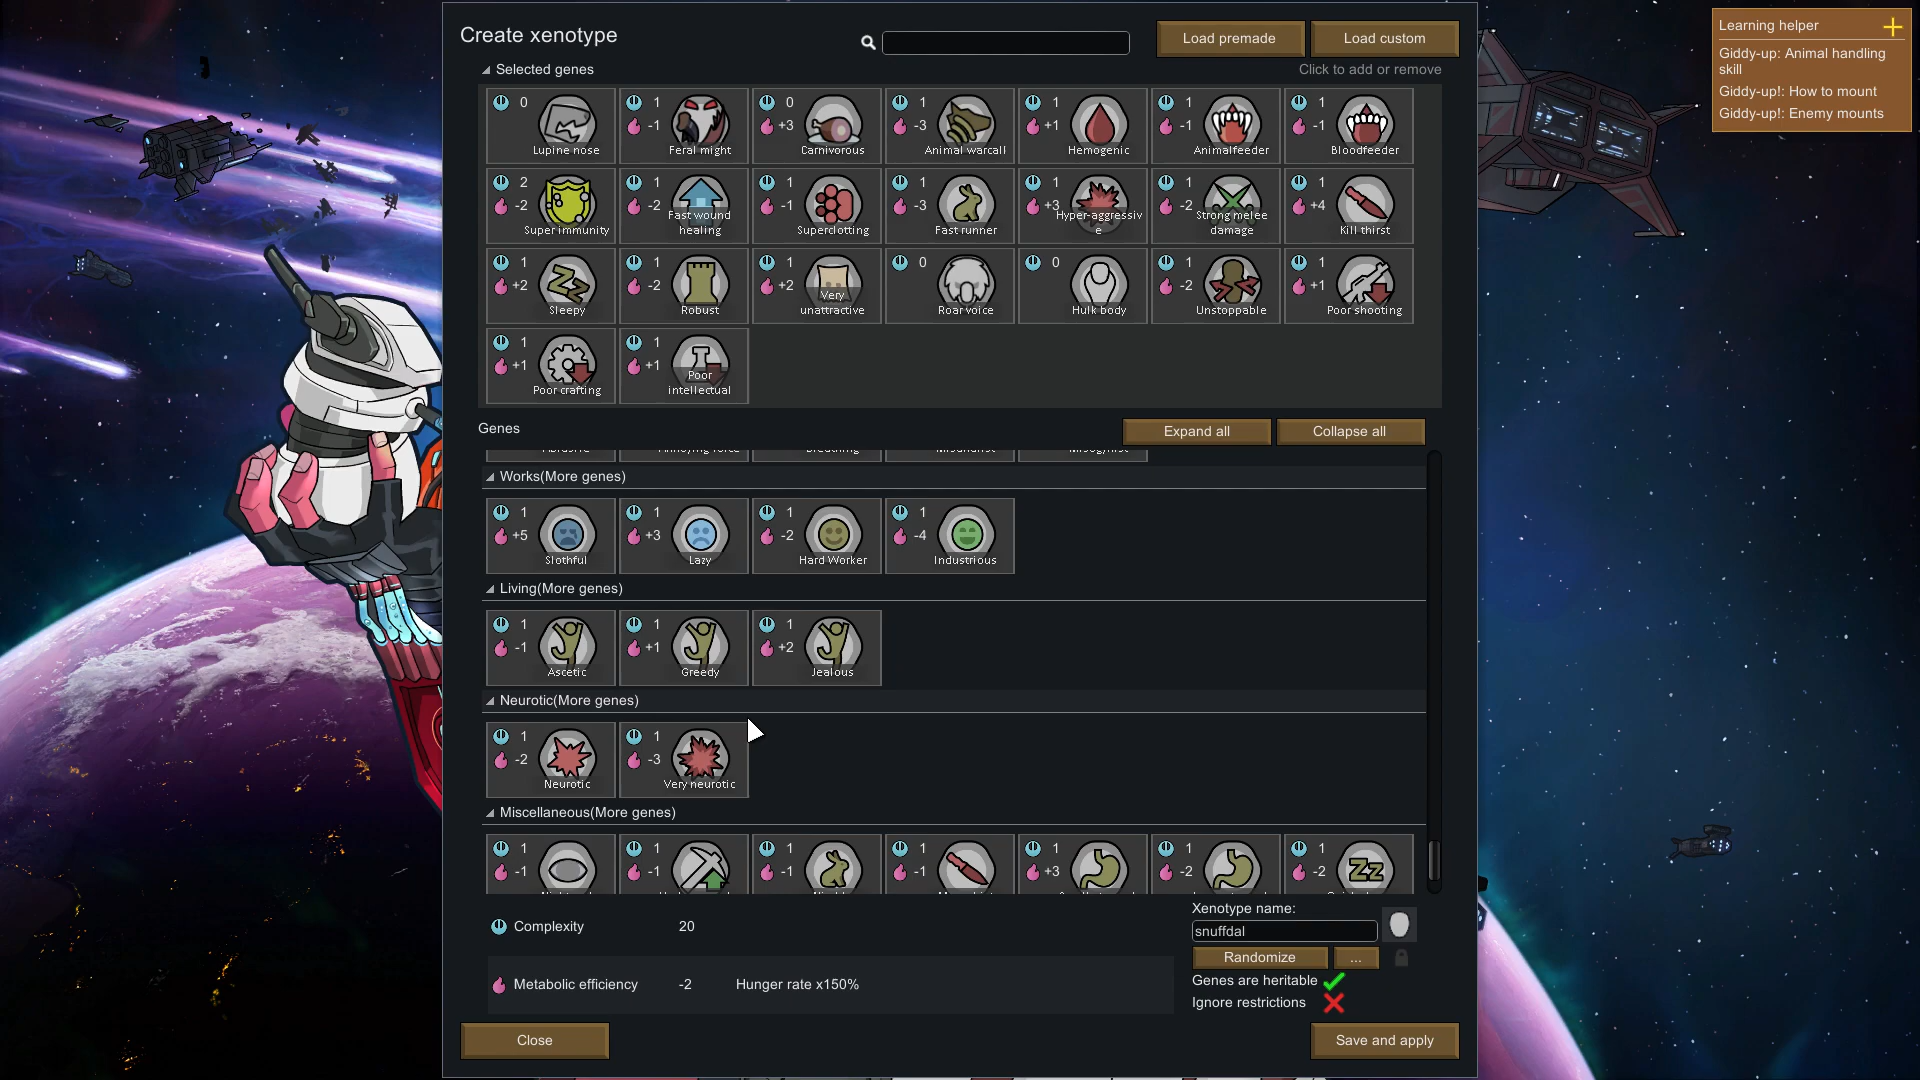 Create xenotype
Load premade
Load custom
Learning helper
Giddy-up: Animal handling
skill
Giddy-up!: How to mount
Giddy-up!: Enemy mounts
Selected genes
Click to add or remove
0
Lupine nose
1
-1
Feral might
0
+3
Carnivorous
1
-3
Animal warcall
1
+1
Hemogenic
1
-1
Animalfeeder
1
-1
Bloodfeeder
2
-2
Super immunity
1
-2
Fast wound
healing
1
-1
Superclotting
1
-3
Fast runner
1
+3
Hyper-aggressiv
e
1
-2
Strong melee
damage
1
+4
Kill thirst
1
+2
Sleepy
1
-2
Robust
1
+2
Very
unattractive
0
Roar voice
0
Hulk body
1
-2
Unstoppable
1
+1
Poor shooting
1
+1
Poor crafting
1
+1
Poor
intellectual
Genes
Expand all
Collapse all
Works(More genes)
1
+5
Slothful
1
+3
Lazy
1
-2
Hard Worker
1
-4
Industrious
Living(More genes)
1
-1
Ascetic
1
+1
Greedy
1
+2
Jealous
Neurotic(More genes)
1
-2
Neurotic
1
-3
Very neurotic
Miscellaneous(More genes)
1
-1
1
-1
1
-1
1
-1
1
+3
1
-2
1
-2
Complexity 20
Metabolic efficiency -2 Hunger rate x150%
Xenotype name:
snuffdal
Randomize
...
Genes are heritable
Ignore restrictions
Close
Save and apply